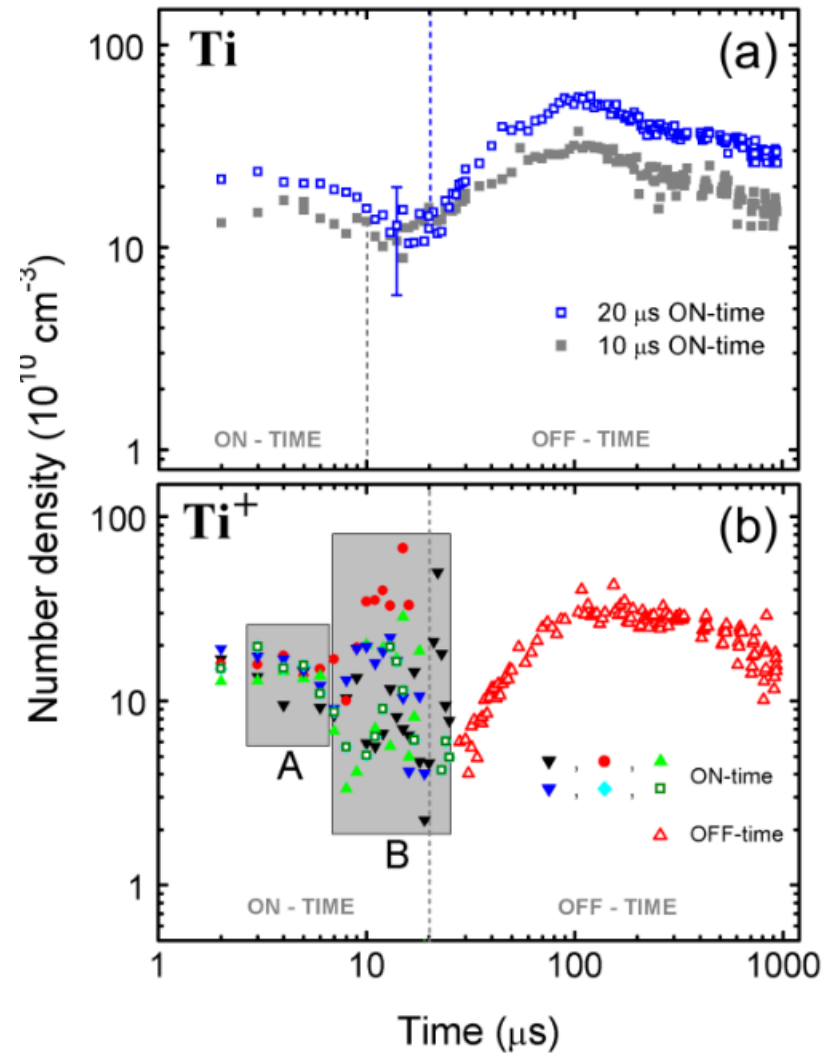 Ti
(a)
100
10
1
20 μs ON-time
10 μs ON-time
ON - TIME
OFF - TIME
Number density (10^10 cm^-3)
Ti^+
(b)
100
10
1
A
B
, , ON-time
, ,
OFF-time
ON - TIME
OFF - TIME
1
10
100
1000
Time (μs)